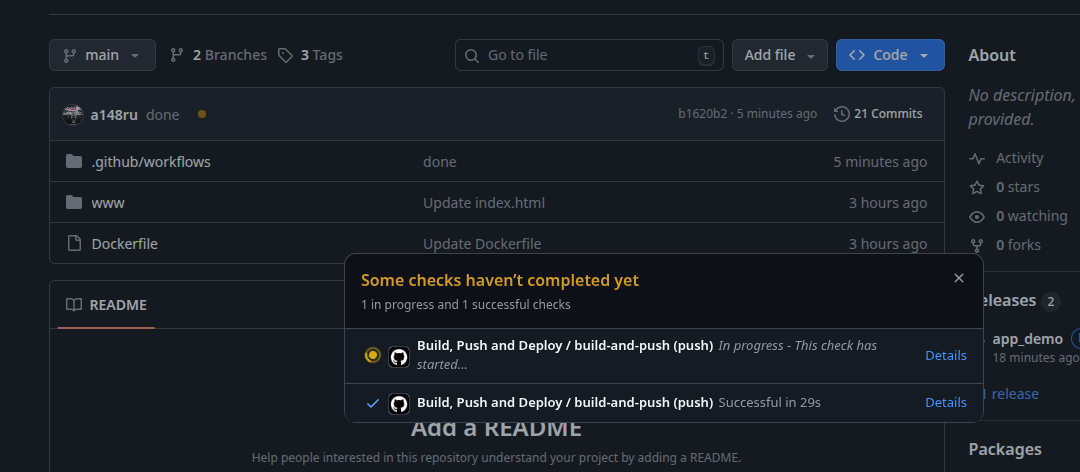 main
2 Branches
3 Tags
Go to file
t
Add file
Code
a148ru done
b1620b2 · 5 minutes ago
21 Commits
.github/workflows
done
5 minutes ago
www
Update index.html
3 hours ago
Dockerfile
Update Dockerfile
3 hours ago
README
Some checks haven't completed yet
1 in progress and 1 successful checks
Build, Push and Deploy / build-and-push (push) In progress - This check has
started...
Details
Build, Push and Deploy / build-and-push (push) Successful in 29s
Details
Add a README
Help people interested in this repository understand your project by adding a README.
About
No description,
provided.
Activity
0 stars
0 watching
0 forks
eleases 2
app_demo
18 minutes ago
1 release
Packages